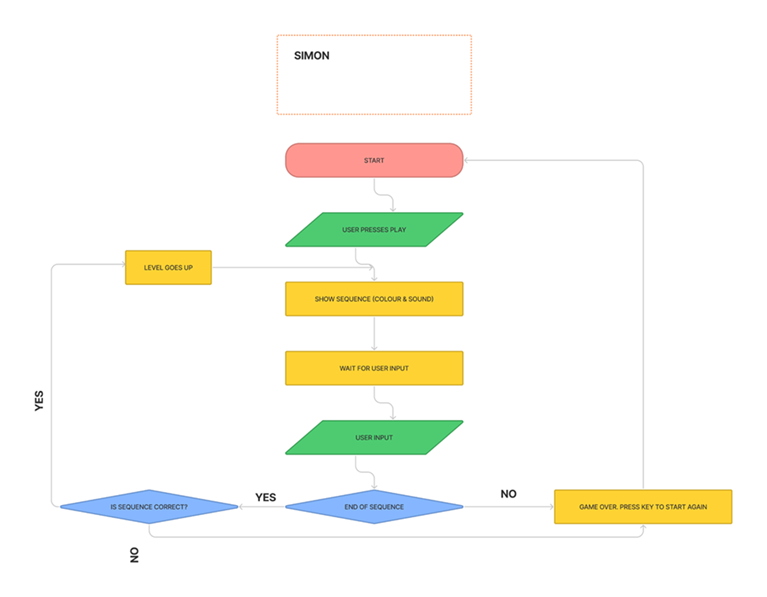 SIMON
START
USER PRESSES PLAY
LEVEL GOES UP
SHOW SEQUENCE (COLOUR & SOUND)
WAIT FOR USER INPUT
YES
USER INPUT
IS SEQUENCE CORRECT?
YES
END OF SEQUENCE
NO
GAME OVER. PRESS KEY TO START AGAIN
NO